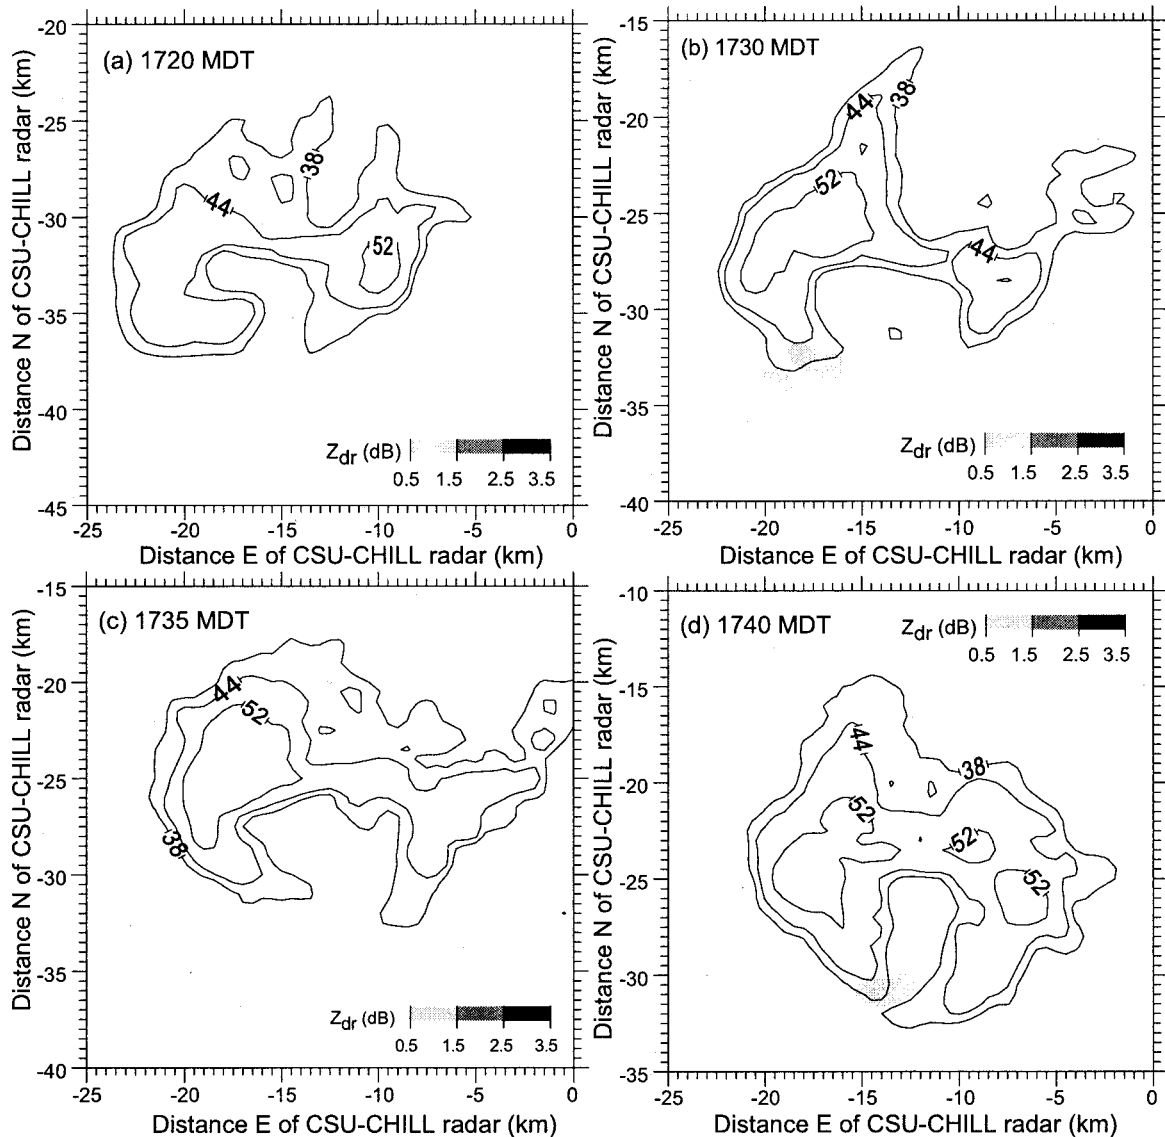 (a) 1720 MDT
Distance N of CSU-CHILL radar (km)
-20
-25
-30
-35
-40
-45
38
44
52
Zdr (dB)
0.5 1.5 2.5 3.5
-25 -20 -15 -10 -5 0
Distance E of CSU-CHILL radar (km)
(b) 1730 MDT
Distance N of CSU-CHILL radar (km)
-15
-20
-25
-30
-35
-40
44
38
52
44
Zdr (dB)
0.5 1.5 2.5 3.5
-25 -20 -15 -10 -5 0
Distance E of CSU-CHILL radar (km)
(c) 1735 MDT
Distance N of CSU-CHILL radar (km)
-15
-20
-25
-30
-35
-40
44
52
38
Zdr (dB)
0.5 1.5 2.5 3.5
-25 -20 -15 -10 -5 0
Distance E of CSU-CHILL radar (km)
(d) 1740 MDT
Zdr (dB)
0.5 1.5 2.5 3.5
Distance N of CSU-CHILL radar (km)
-10
-15
-20
-25
-30
-35
44
38
52
52
52
-25 -20 -15 -10 -5 0
Distance E of CSU-CHILL radar (km)